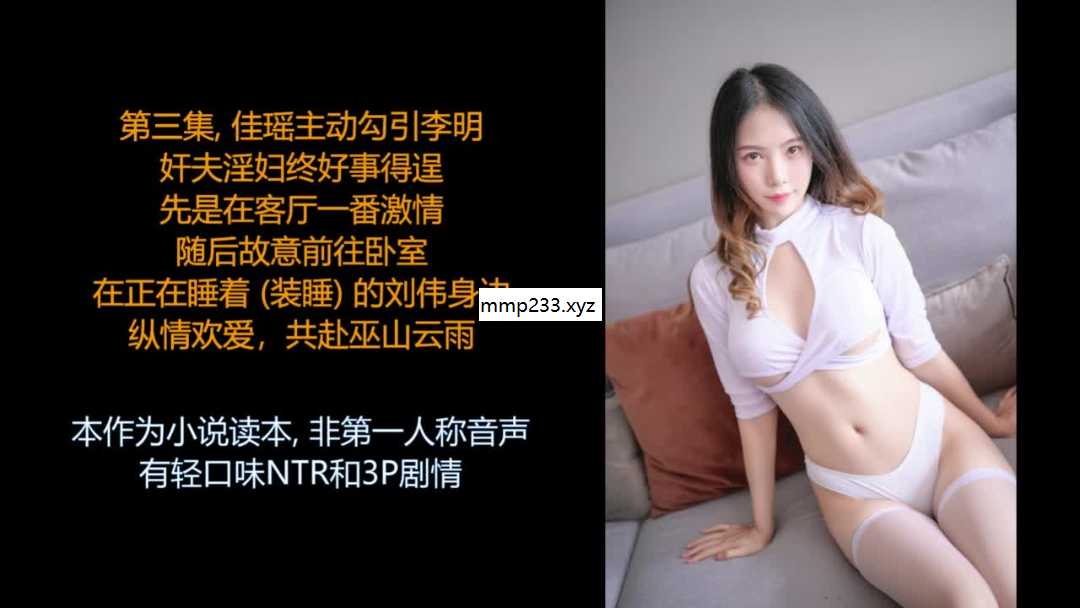 第三集, 佳瑶主动勾引李明
奸夫淫妇终好事得逞
先是在客厅一番激情
随后故意前往卧室
在正在睡着 (装睡) 的刘伟身
纵情欢爱，共赴巫山云雨
mmp233.xyz
本作为小说读本, 非第一人称音声
有轻口味NTR和3P剧情